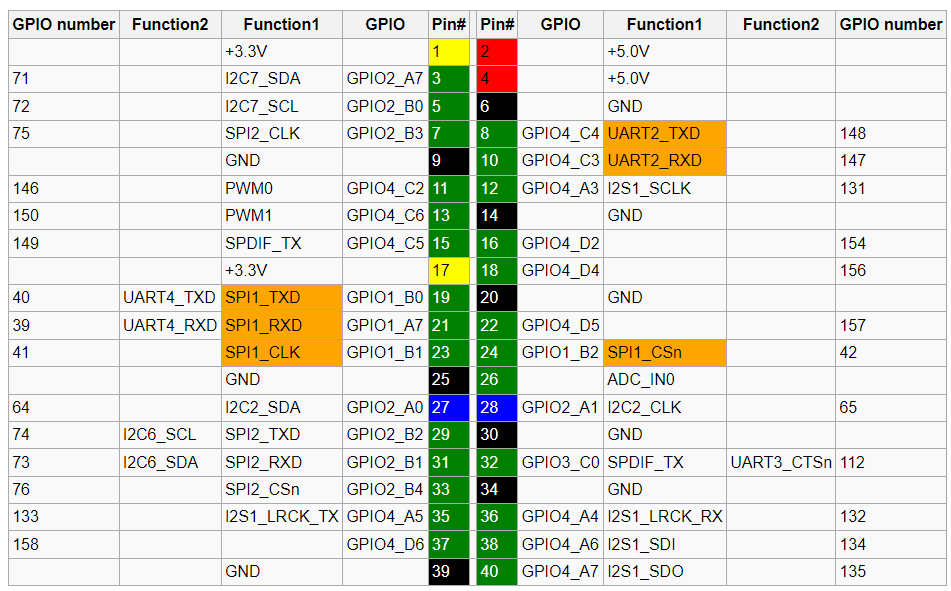 GPIO number Function2 Function1 GPIO Pin# Pin# GPIO Function1 Function2 GPIO number
+3.3V 1 2 +5.0V
71 I2C7_SDA GPIO2_A7 3 4 +5.0V
72 I2C7_SCL GPIO2_B0 5 6 GND
75 SPI2_CLK GPIO2_B3 7 8 GPIO4_C4 UART2_TXD 148
GND 9 10 GPIO4_C3 UART2_RXD 147
146 PWM0 GPIO4_C2 11 12 GPIO4_A3 I2S1_SCLK 131
150 PWM1 GPIO4_C6 13 14 GND
149 SPDIF_TX GPIO4_C5 15 16 GPIO4_D2 154
+3.3V 17 18 GPIO4_D4 156
40 UART4_TXD SPI1_TXD GPIO1_B0 19 20 GND
39 UART4_RXD SPI1_RXD GPIO1_A7 21 22 GPIO4_D5 157
41 SPI1_CLK GPIO1_B1 23 24 GPIO1_B2 SPI1_CSn 42
GND 25 26 ADC_IN0
64 I2C2_SDA GPIO2_A0 27 28 GPIO2_A1 I2C2_CLK 65
74 I2C6_SCL SPI2_TXD GPIO2_B2 29 30 GND
73 I2C6_SDA SPI2_RXD GPIO2_B1 31 32 GPIO3_C0 SPDIF_TX UART3_CTSn 112
76 SPI2_CSn GPIO2_B4 33 34 GND
133 I2S1_LRCK_TX GPIO4_A5 35 36 GPIO4_A4 I2S1_LRCK_RX 132
158 GPIO4_D6 37 38 GPIO4_A6 I2S1_SDI 134
GND 39 40 GPIO4_A7 I2S1_SDO 135